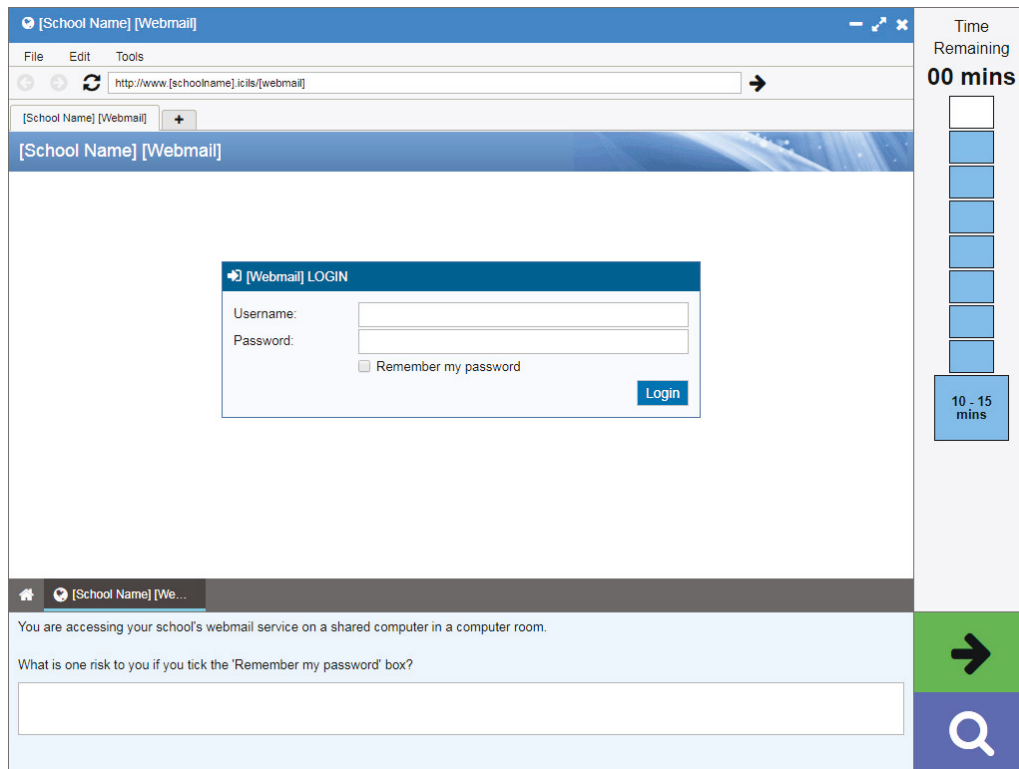 [School Name] [Webmail]
File Edit Tools
http://www.[schoolname].icils/[webmail]
[School Name] [Webmail] +
[School Name] [Webmail]
[Webmail] LOGIN
Username:
Password:
Remember my password
Login
[School Name] [We...
You are accessing your school's webmail service on a shared computer in a computer room.
What is one risk to you if you tick the 'Remember my password' box?
Time
Remaining
00 mins
10 - 15
mins